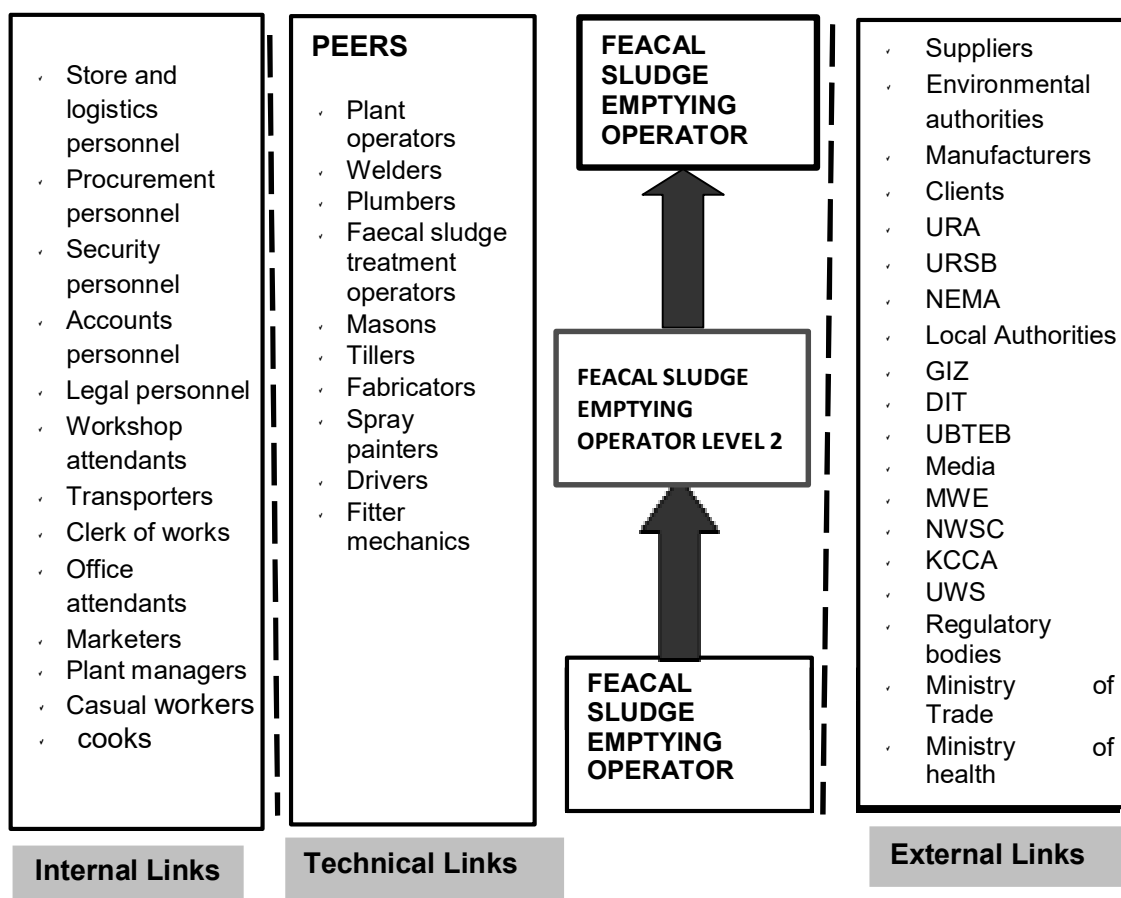 ✓ Store and
logistics
personnel
✓ Procurement
personnel
✓ Security
personnel
✓ Accounts
personnel
✓ Legal personnel
✓ Workshop
attendants
✓ Transporters
✓ Clerk of works
✓ Office
attendants
✓ Marketers
✓ Plant managers
✓ Casual workers
✓ cooks
Internal Links
PEERS
✓ Plant
operators
✓ Welders
✓ Plumbers
✓ Faecal sludge
treatment
operators
✓ Masons
✓ Tillers
✓ Fabricators
✓ Spray
painters
✓ Drivers
✓ Fitter
mechanics
Technical Links
FEACAL
SLUDGE
EMPTYING
OPERATOR
FEACAL SLUDGE
EMPTYING
OPERATOR LEVEL 2
FEACAL
SLUDGE
EMPTYING
OPERATOR
✓ Suppliers
✓ Environmental
authorities
✓ Manufacturers
✓ Clients
✓ URA
✓ URSB
✓ NEMA
✓ Local Authorities
✓ GIZ
✓ DIT
✓ UBTEB
✓ Media
✓ MWE
✓ NWSC
✓ KCCA
✓ UWS
✓ Regulatory
bodies
✓ Ministry of
Trade
✓ Ministry of
health
External Links